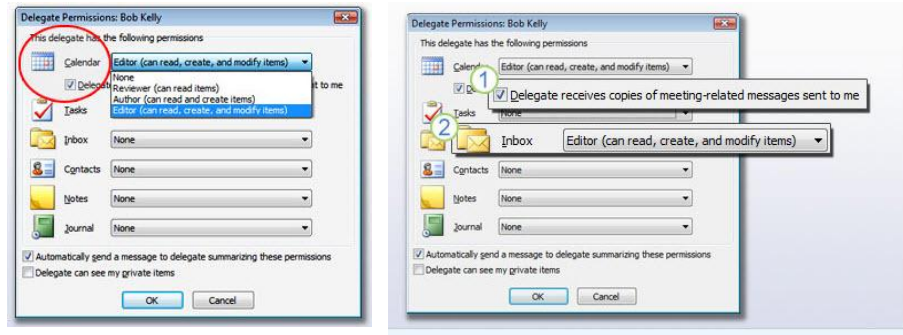 Delegate Permissions: Bob Kelly
This delegate has the following permissions
Calendar Editor (can read, create, and modify items)
None
Reviewer (can read items)
Author (can read and create items)
Editor (can read, create, and modify items)
to me
Tasks
Inbox None
Contacts None
Notes None
Journal None
Automatically send a message to delegate summarizing these permissions
Delegate can see my private items
OK Cancel
Delegate Permissions: Bob Kelly
This delegate has the following permissions
Editor (can read, create, and modify items)
1
Delegate receives copies of meeting-related messages sent to me
Tasks None
2
Inbox Editor (can read, create, and modify items)
Contacts None
Notes None
Journal None
Automatically send a message to delegate summarizing these permissions
Delegate can see my private items
OK Cancel